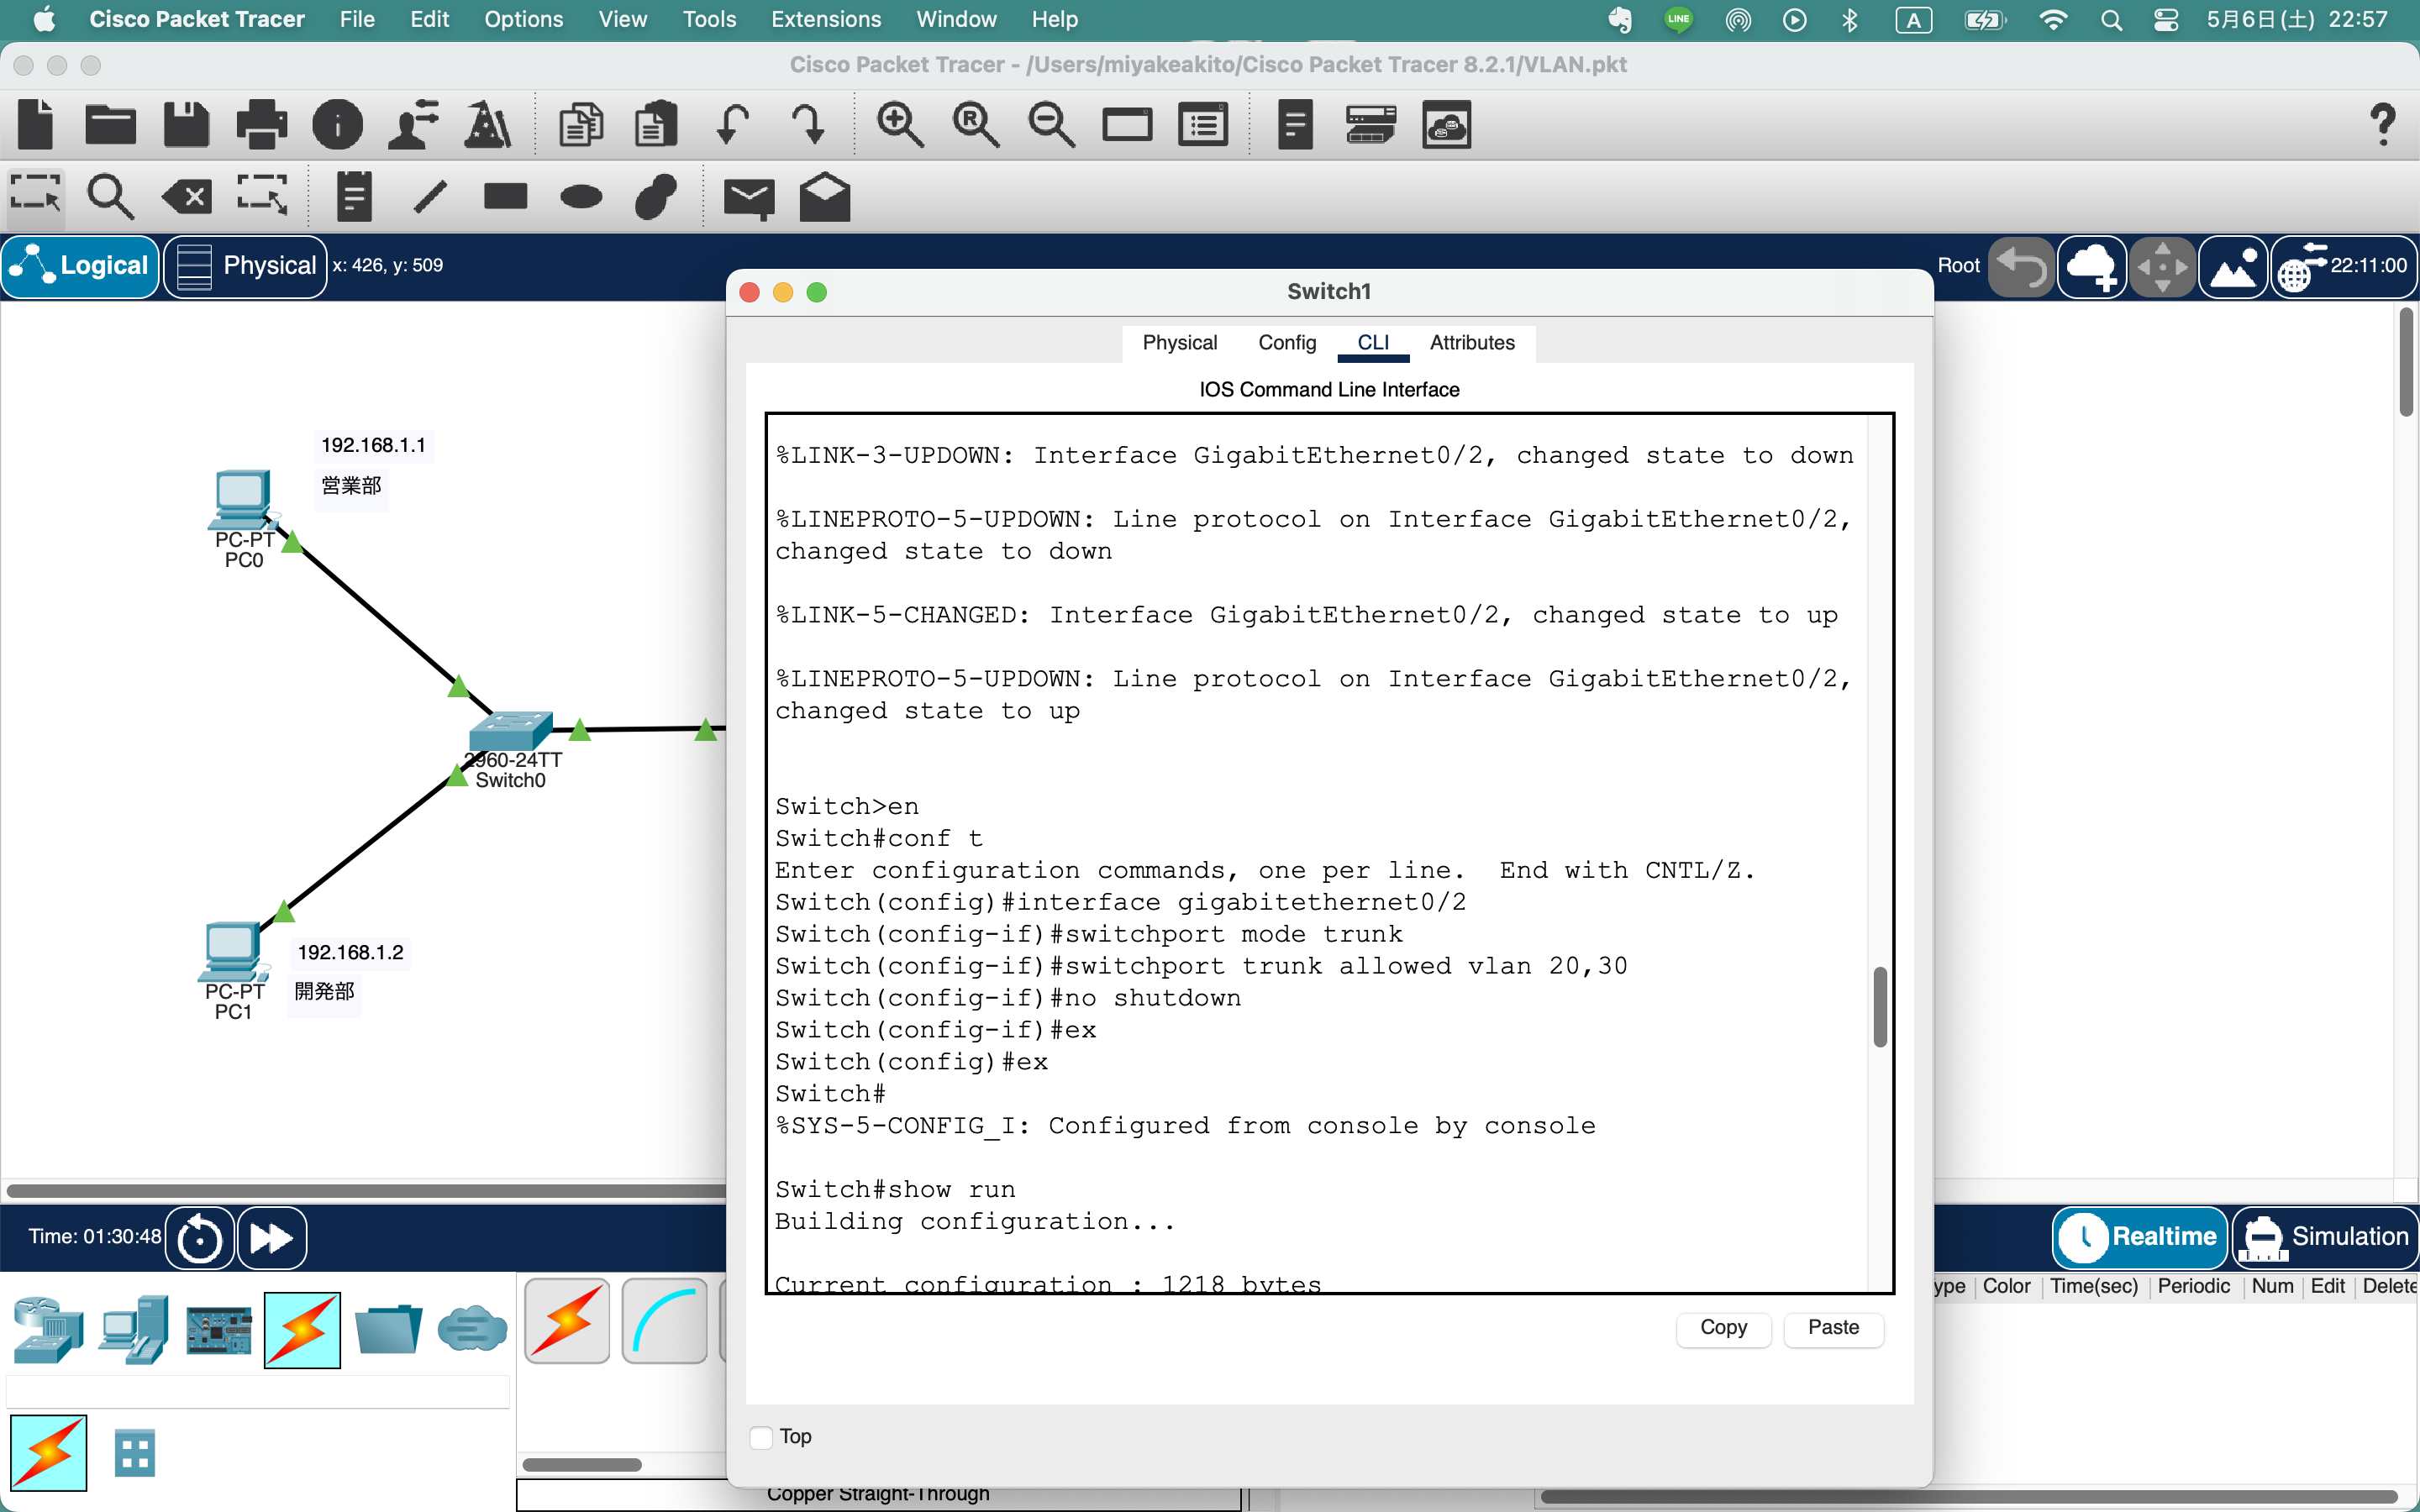 Cisco Packet Tracer File Edit Options View Tools Extensions Window Help LINE A 5月6日(土) 22:57
Cisco Packet Tracer - /Users/miyakeakito/Cisco Packet Tracer 8.2.1/VLAN.pkt
Logical Physical x: 426, y: 509 Root 22:11:00
192.168.1.1
営業部
PC-PT
PC0
2960-24TT
Switch0
192.168.1.2
開発部
PC-PT
PC1
Switch1
Physical Config CLI Attributes
IOS Command Line Interface
%LINK-3-UPDOWN: Interface GigabitEthernet0/2, changed state to down
%LINEPROTO-5-UPDOWN: Line protocol on Interface GigabitEthernet0/2,
changed state to down
%LINK-5-CHANGED: Interface GigabitEthernet0/2, changed state to up
%LINEPROTO-5-UPDOWN: Line protocol on Interface GigabitEthernet0/2,
changed state to up
Switch>en
Switch#conf t
Enter configuration commands, one per line.  End with CNTL/Z.
Switch(config)#interface gigabitethernet0/2
Switch(config-if)#switchport mode trunk
Switch(config-if)#switchport trunk allowed vlan 20,30
Switch(config-if)#no shutdown
Switch(config-if)#ex
Switch(config)#ex
Switch#
%SYS-5-CONFIG_I: Configured from console by console
Switch#show run
Building configuration...
Current configuration : 1218 bytes
Copy Paste
Top
Time: 01:30:48
Realtime Simulation
ype Color Time(sec) Periodic Num Edit Delete
Copper Straight-Through